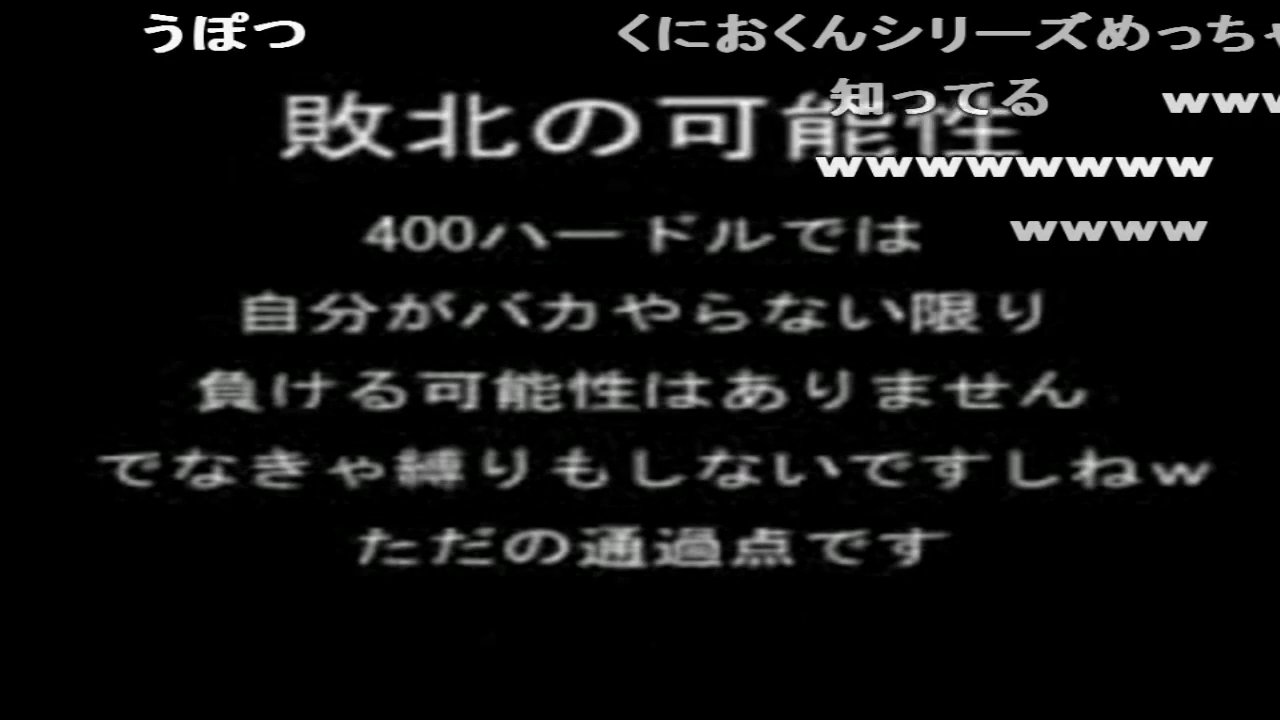 うぽつ
くにおくんシリーズめっちゃ
知ってる
www
敗北の可能性
wwwwwwww
400ハードルでは
wwww
自分がバカやらない限り
負ける可能性はありません
でなきゃ縛りもしないですしねw
ただの通過点です